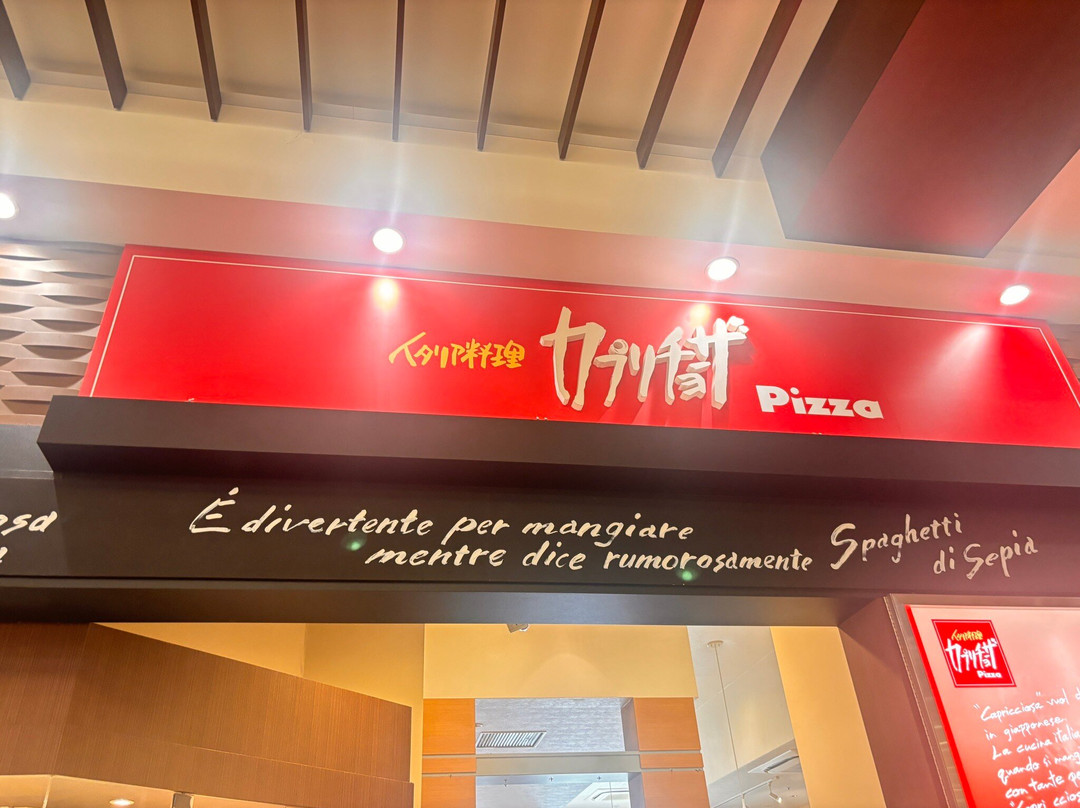 イタリア料理 カプリチョーザ Pizza
È divertente per mangiare
mentre dice rumorosamente
Spaghetti
di Sepia
イタリア料理
カプリチョーザ
Pizza
"Capricciosa" vuol
in giapponese.
La cucina
quando si
con tante